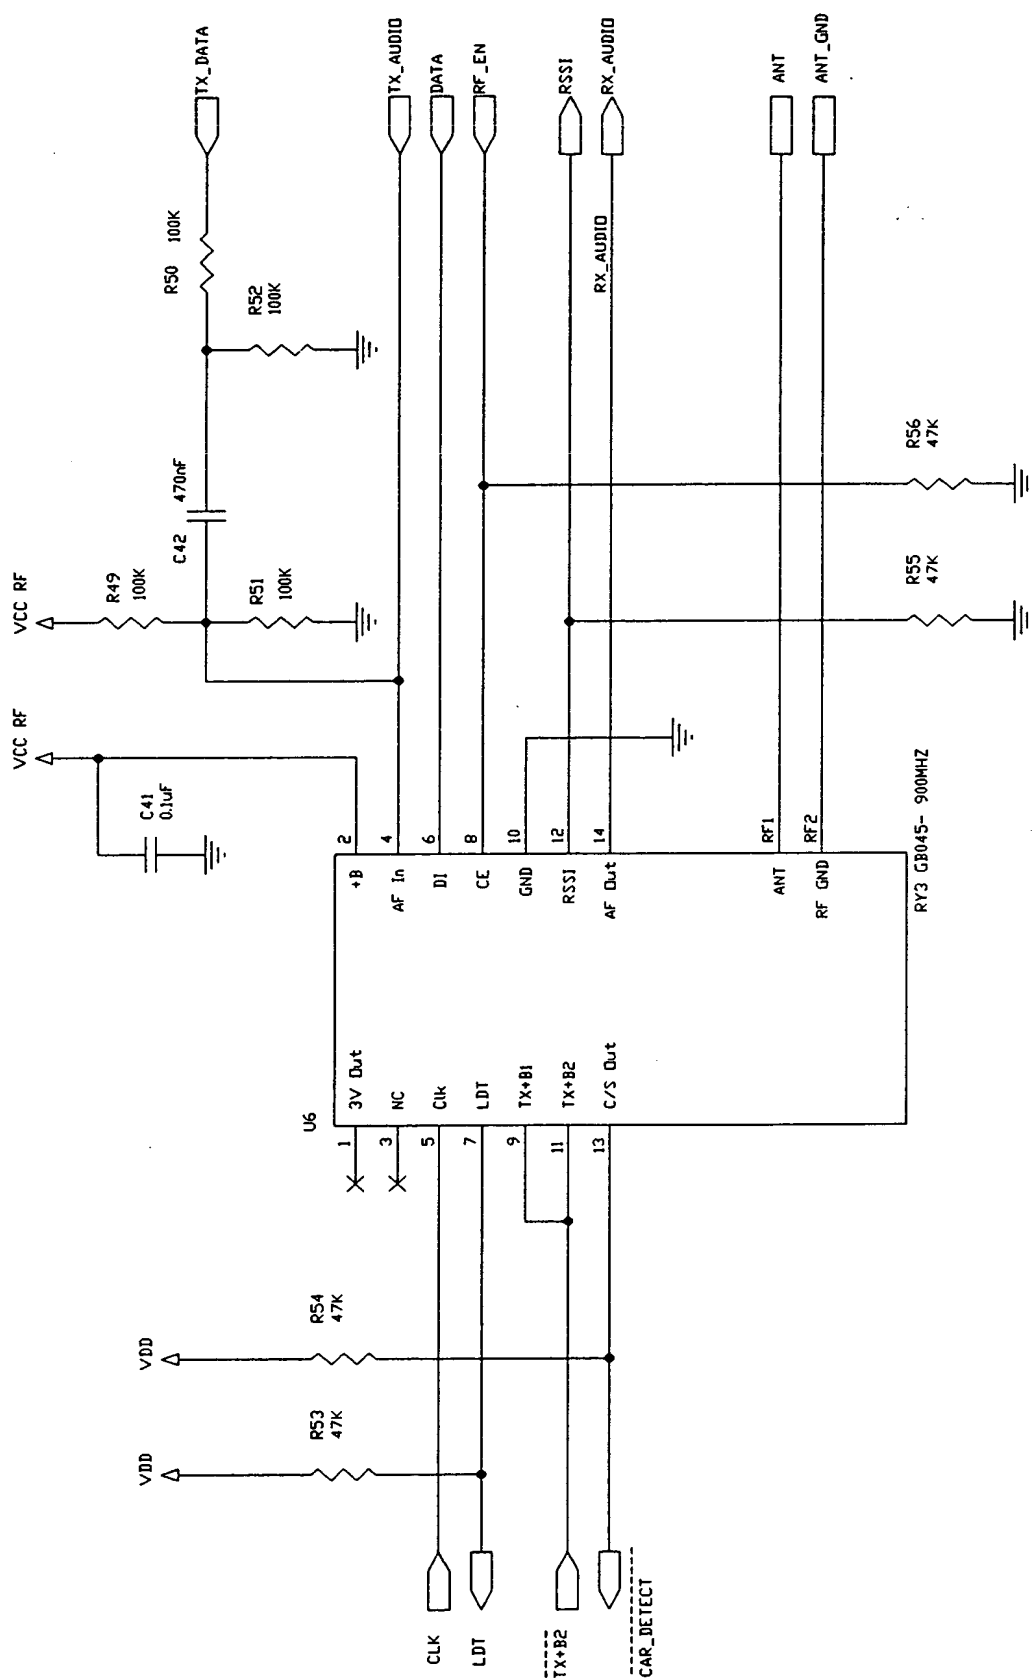 TX_DATA
TX_AUDIO
DATA
RF_EN
RSSI
RX_AUDIO
ANT
ANT_GND
R50 100K
R52
100K
RX_AUDIO
C42 470nF
R56
47K
VCC RF
R49
100K
R51
100K
R55
47K
VCC RF
C41
0.1uF
2
4
6
8
10
12
14
RF1
RF2
+B
AF In
DI
CE
GND
RSSI
AF Out
ANT
RF GND
RY3 GB045- 900MHZ
3V Out
NC
Clk
LDT
TX+B1
TX+B2
C/S Out
U6
1
3
5
7
9
11
13
VDD
R54
47K
VDD
R53
47K
CLK
LDT
TX+B2
CAR_DETECT